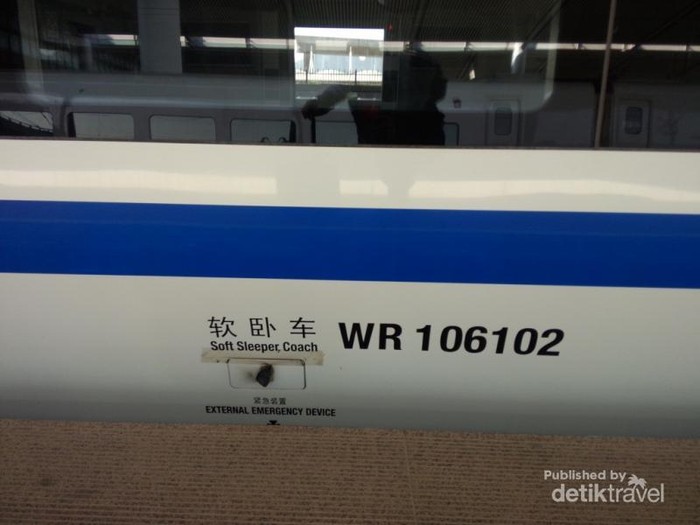 软卧车 WR 106102
Soft Sleeper, Coach
紧急装置
EXTERNAL EMERGENCY DEVICE
Published by
detiktravel